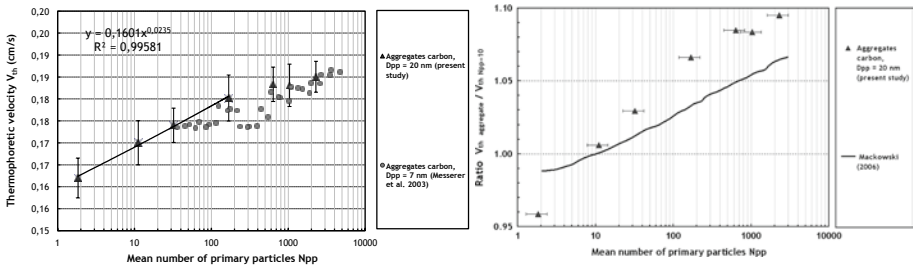 Thermophoretic velocity Vth (cm/s)
0,20
0,19
0,19
0,18
0,18
0,17
0,17
0,16
0,16
0,15
y = 0,1601x^0,0235
R² = 0,99581
1
10
100
1000
10000
Mean number of primary particles Npp
Aggregates carbon,
Dpp = 20 nm (present
study)
Aggregates carbon,
Dpp = 7 nm (Messerer
et al. 2003)
Ratio Vth aggregate / Vth Npp~10
1.10
1.05
1.00
0.95
1
10
100
1000
10000
Mean number of primary particles Npp
Aggregates
carbon,
Dpp = 20 nm
(present study)
Mackowski
(2006)